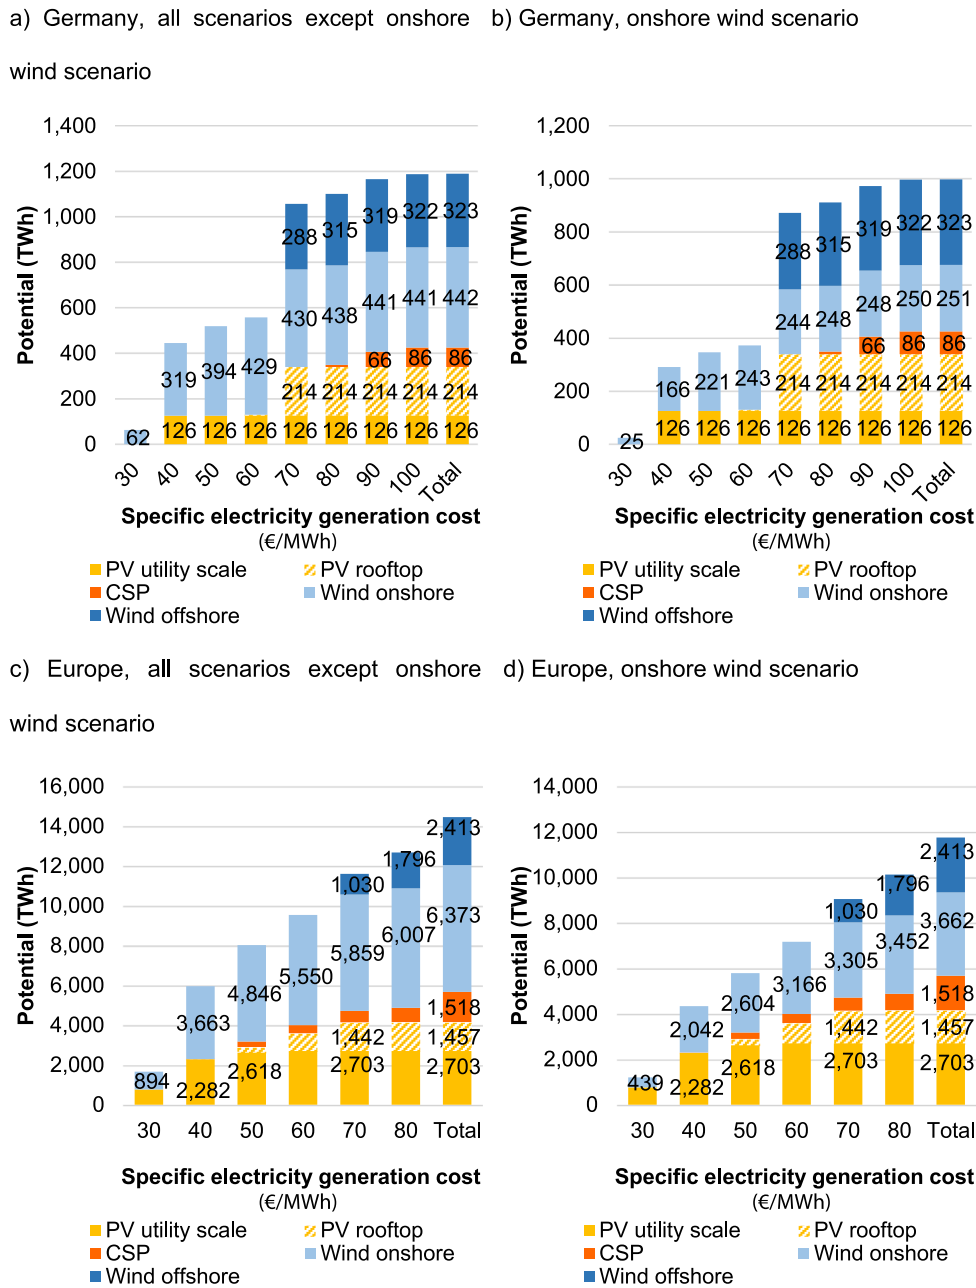 a) Germany, all scenarios except onshore
wind scenario
b) Germany, onshore wind scenario
Potential (TWh)
1,400
1,200
1,000
800
600
400
200
0
288 315 319 322 323
319 394 429 430 438 441 441 442
66 86 86
214 214 214 214 214
62 126 126 126 126 126 126 126 126
30 40 50 60 70 80 90 100 Total
Specific electricity generation cost
(€/MWh)
PV utility scale PV rooftop
CSP Wind onshore
Wind offshore
Potential (TWh)
1,200
1,000
800
600
400
200
0
288 315 319 322 323
166 221 243 244 248 248 250 251
66 86 86
214 214 214 214 214
25 126 126 126 126 126 126 126 126
30 40 50 60 70 80 90 100 Total
Specific electricity generation cost
(€/MWh)
PV utility scale PV rooftop
CSP Wind onshore
Wind offshore
c) Europe, all scenarios except onshore
wind scenario
d) Europe, onshore wind scenario
Potential (TWh)
16,000
14,000
12,000
10,000
8,000
6,000
4,000
2,000
0
1,030 1,796 2,413
894 3,663 4,846 5,550 5,859 6,007 6,373
1,518
1,442 1,457
2,282 2,618 2,703 2,703
30 40 50 60 70 80 Total
Specific electricity generation cost
(€/MWh)
PV utility scale PV rooftop
CSP Wind onshore
Wind offshore
Potential (TWh)
14,000
12,000
10,000
8,000
6,000
4,000
2,000
0
1,030 1,796 2,413
439 2,042 2,604 3,166 3,305 3,452 3,662
1,518
1,442 1,457
2,282 2,618 2,703 2,703
30 40 50 60 70 80 Total
Specific electricity generation cost
(€/MWh)
PV utility scale PV rooftop
CSP Wind onshore
Wind offshore